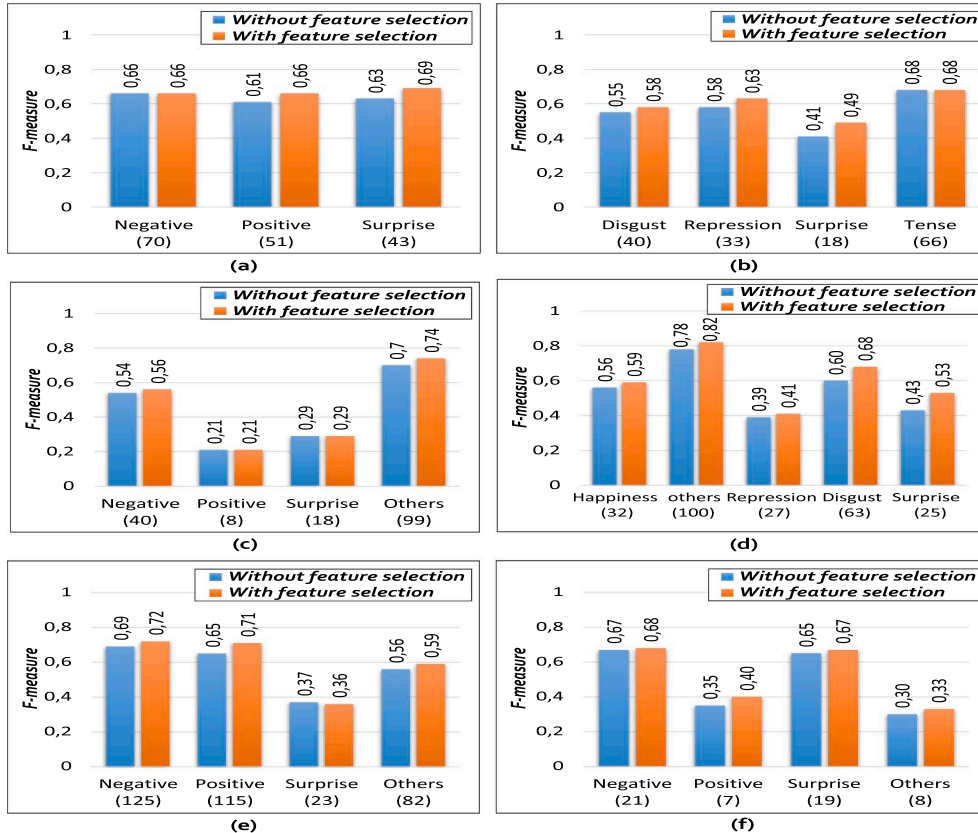 Without feature selection
With feature selection
F-measure
1
0,8
0,6
0,4
0,2
0
0,66 0,66 0,61 0,66 0,63 0,69
Negative Positive Surprise
(70) (51) (43)
(a)
Without feature selection
With feature selection
F-measure
1
0,8
0,6
0,4
0,2
0
0,55 0,58 0,58 0,63 0,41 0,49 0,68 0,68
Disgust Repression Surprise Tense
(40) (33) (18) (66)
(b)
Without feature selection
With feature selection
F-measure
1
0,8
0,6
0,4
0,2
0
0,54 0,56 0,21 0,21 0,29 0,29 0,7 0,74
Negative Positive Surprise Others
(40) (8) (18) (99)
(c)
Without feature selection
With feature selection
F-measure
1
0,8
0,6
0,4
0,2
0
0,56 0,59 0,78 0,82 0,39 0,41 0,60 0,68 0,43 0,53
Happiness others Repression Disgust Surprise
(32) (100) (27) (63) (25)
(d)
Without feature selection
With feature selection
F-measure
1
0,8
0,6
0,4
0,2
0
0,69 0,72 0,65 0,71 0,37 0,36 0,56 0,59
Negative Positive Surprise Others
(125) (115) (23) (82)
(e)
Without feature selection
With feature selection
F-measure
1
0,8
0,6
0,4
0,2
0
0,67 0,68 0,35 0,40 0,65 0,67 0,30 0,33
Negative Positive Surprise Others
(21) (7) (19) (8)
(f)